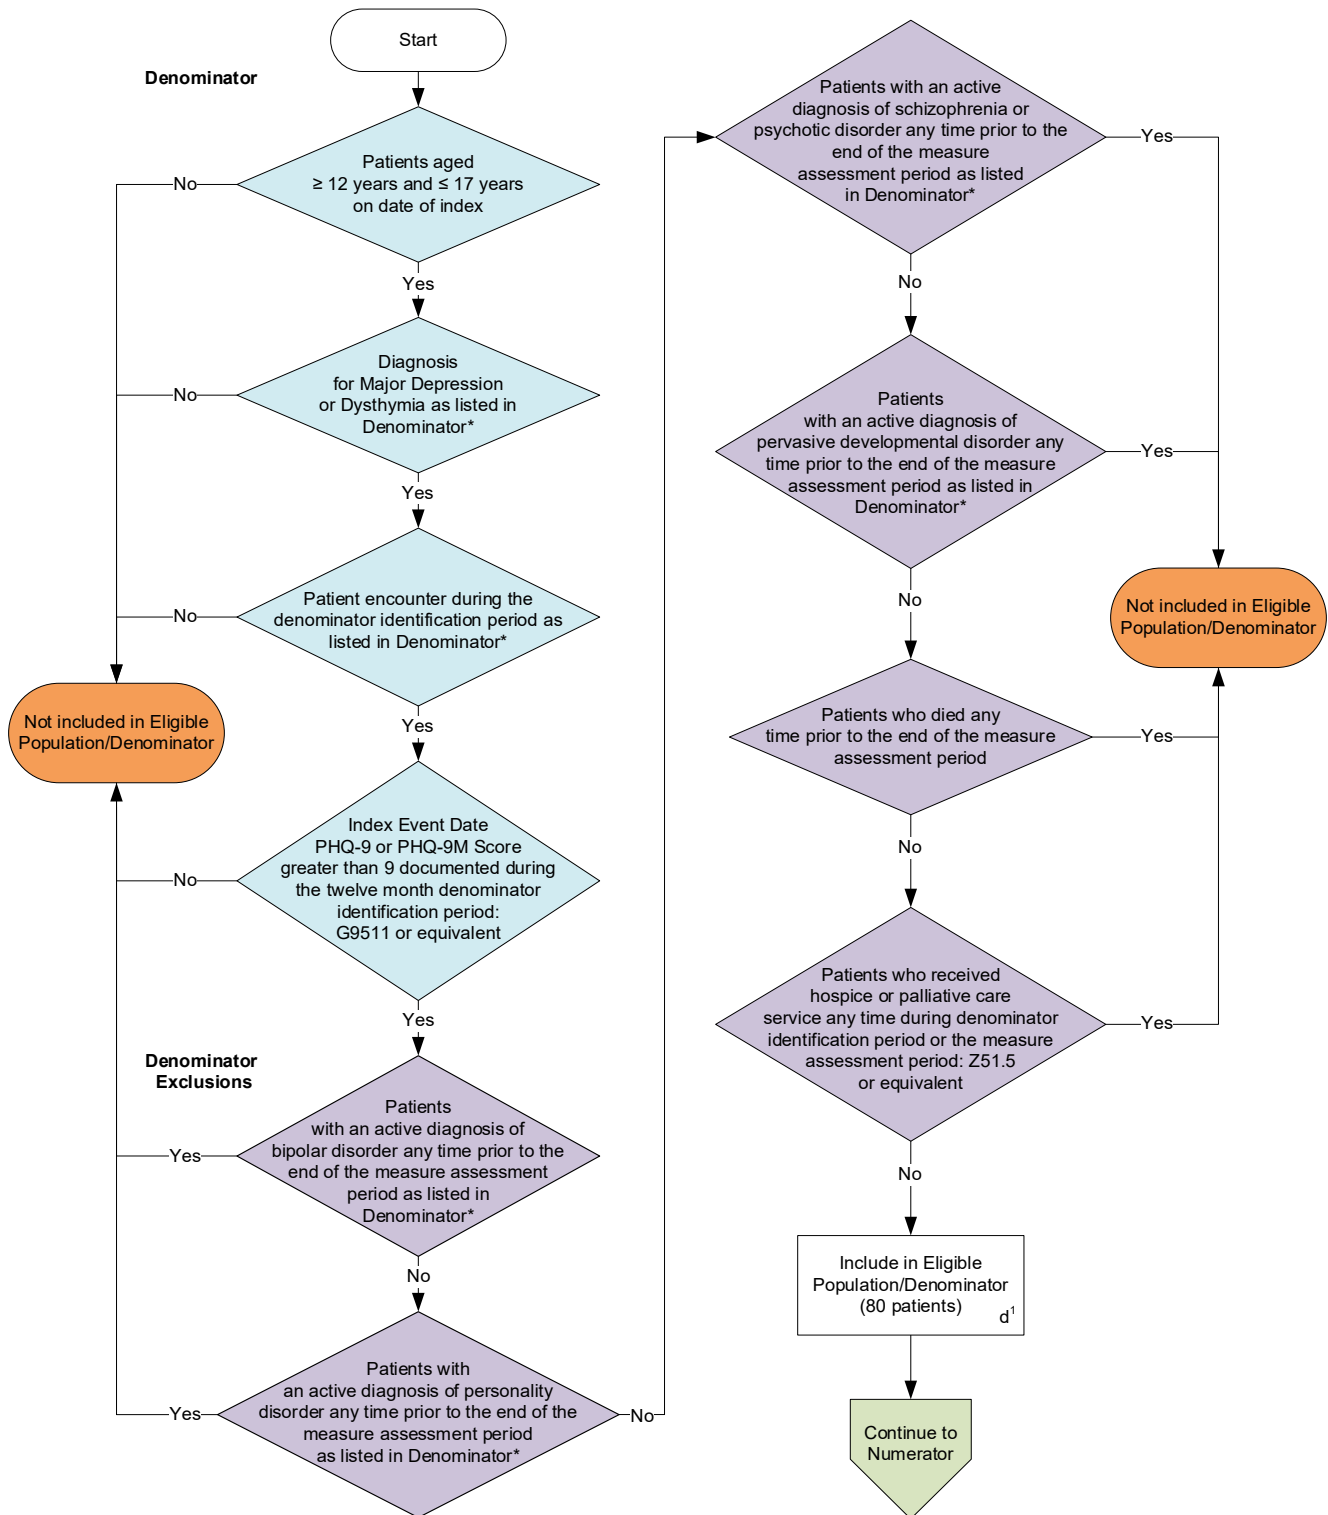 Start
Denominator
Patients aged
≥ 12 years and ≤ 17 years
on date of index
No
Yes
Diagnosis
for Major Depression
or Dysthymia as listed in
Denominator*
No
Yes
Patient encounter during the
denominator identification period as
listed in Denominator*
No
Yes
Not included in Eligible
Population/Denominator
Index Event Date
PHQ-9 or PHQ-9M Score
greater than 9 documented during
the twelve month denominator
identification period:
G9511 or equivalent
No
Yes
Denominator
Exclusions
Patients
with an active diagnosis of
bipolar disorder any time prior to the
end of the measure assessment
period as listed in
Denominator*
Yes
No
Patients with
an active diagnosis of personality
disorder any time prior to the end of the
measure assessment period
as listed in Denominator*
Yes
No
Patients with an active
diagnosis of schizophrenia or
psychotic disorder any time prior to the
end of the measure
assessment period as listed
in Denominator*
Yes
No
Patients
with an active diagnosis of
pervasive developmental disorder any
time prior to the end of the measure
assessment period as listed in
Denominator*
Yes
No
Not included in Eligible
Population/Denominator
Patients who died any
time prior to the end of the measure
assessment period
Yes
No
Patients who received
hospice or palliative care
service any time during denominator
identification period or the measure
assessment period: Z51.5
or equivalent
Yes
No
Include in Eligible
Population/Denominator
(80 patients)
d¹
Continue to
Numerator